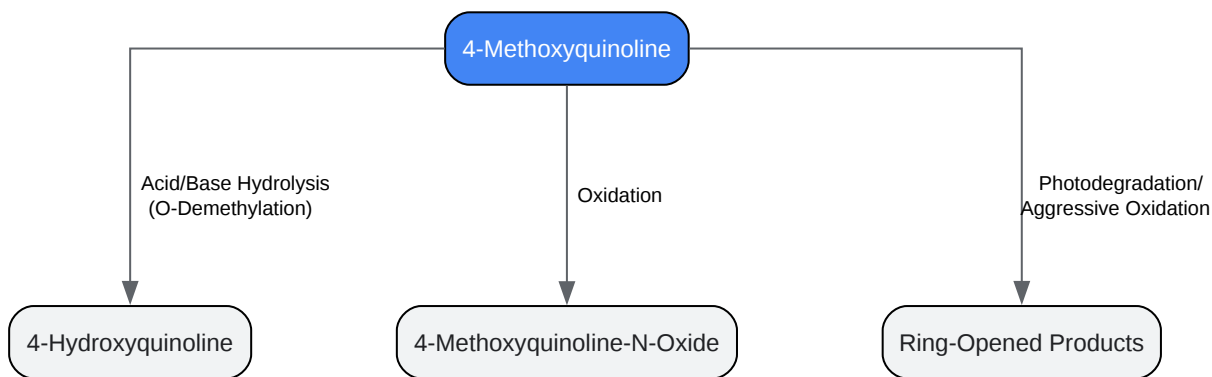 4-Methoxyquinoline
Acid/Base Hydrolysis
(O-Demethylation)
Oxidation
Photodegradation/
Aggressive Oxidation
4-Hydroxyquinoline
4-Methoxyquinoline-N-Oxide
Ring-Opened Products